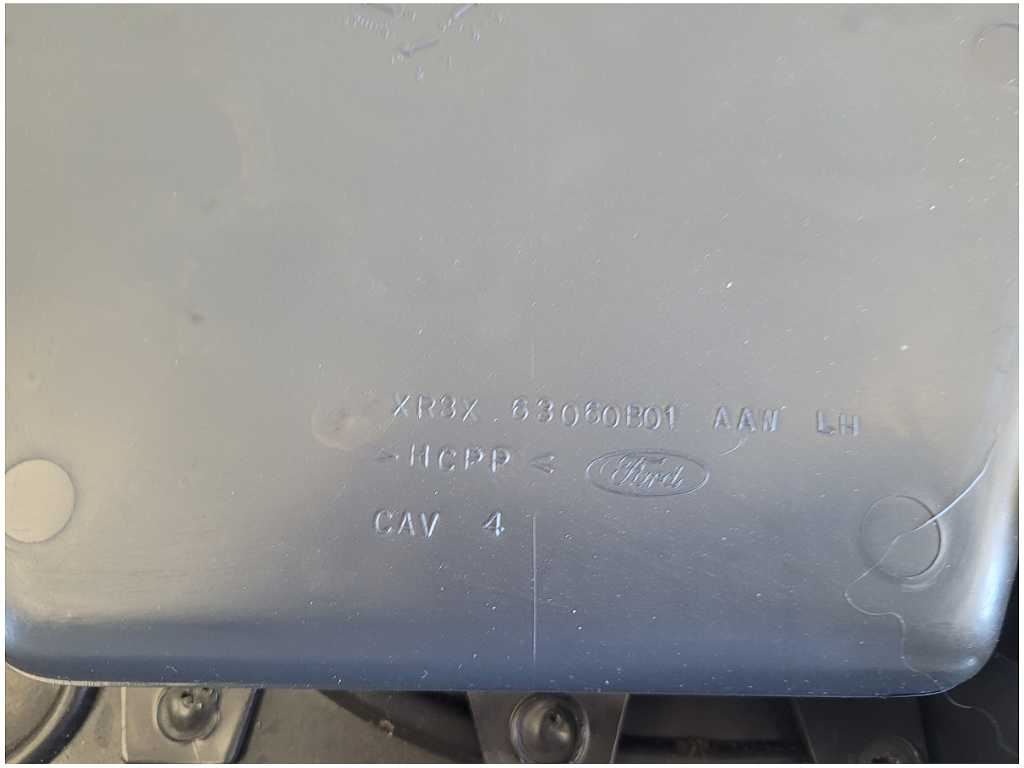 XR3X 63060B01 AAW LH
>HCPP<
Ford
CAV 4